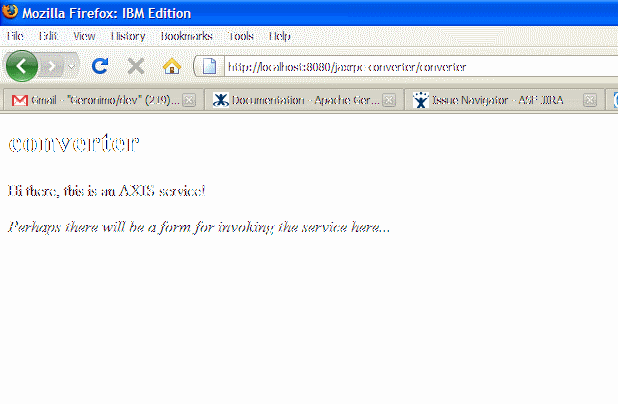 Mozilla Firefox: IBM Edition
File Edit View History Bookmarks Tools Help
http://localhost:8080/jaxrpc-converter/converter
Gmail - "Geronimo/dev" (219)... Documentation - Apache Ger... Issue Navigator - ASF JIRA
converter
Hi there, this is an AXIS service!
Perhaps there will be a form for invoking the service here...